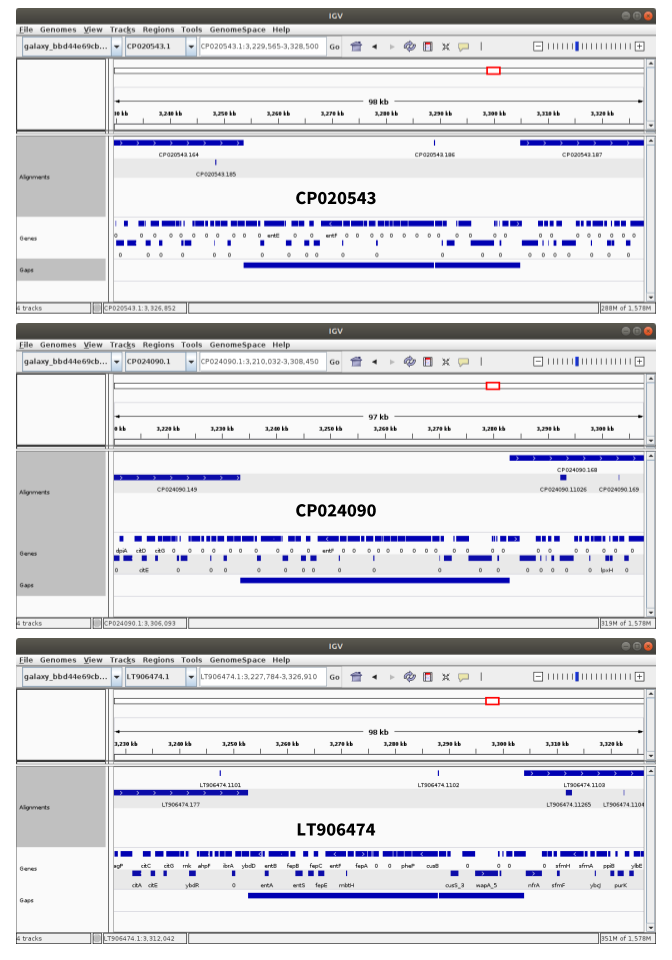 IGV
File Genomes View Tracks Regions Tools GenomeSpace Help
galaxy_bbd44e69cb... CP020543.1 CP020543.1:3,229,565-3,328,500 Go
98 kb
3,240 kb 3,250 kb 3,260 kb 3,270 kb 3,280 kb 3,290 kb 3,300 kb 3,310 kb 3,320 kb
CP020543.164 CP020543.186 CP020543.187
Alignments CP020543.185
CP020543
Genes 0 0 0 0 0 0 0 0 0 entE 0 0 entF 0 0 0 0 0 0 0 0 0 0 0 0 0 0 0 0 0 0 0
0 0 0 0 0 0 0 0 0 0 0 0 0 0 0 0
Gaps
4 tracks CP020543.1:3,326,852 288M of 1,578M
IGV
File Genomes View Tracks Regions Tools GenomeSpace Help
galaxy_bbd44e69cb... CP024090.1 CP024090.1:3,210,032-3,308,450 Go
97 kb
3,220 kb 3,230 kb 3,240 kb 3,250 kb 3,260 kb 3,270 kb 3,280 kb 3,290 kb 3,300 kb
CP024090.168
Alignments CP024090.149 CP024090.11026 CP024090.169
CP024090
Genes dpiA citD citG 0 0 0 0 0 0 0 0 0 entF 0 0 0 0 0 0 0 0 0 0 0 0 0 0 0 0 0
0 citE 0 0 0 0 0 0 0 0 0 0 0 0 0 0 0 lpxH 0
Gaps
4 tracks CP024090.1:3,306,093 319M of 1,578M
IGV
File Genomes View Tracks Regions Tools GenomeSpace Help
galaxy_bbd44e69cb... LT906474.1 LT906474.1:3,227,784-3,326,910 Go
98 kb
3,230 kb 3,240 kb 3,250 kb 3,260 kb 3,270 kb 3,280 kb 3,290 kb 3,300 kb 3,310 kb 3,320 kb
LT906474.1101 LT906474.1102 LT906474.1103
Alignments LT906474.177 LT906474.11265 LT906474.1104
LT906474
Genes agP citC citG rnk ahpF ibrA ybdD entB fepB fepC entF fepA 0 0 pheP cusB 0 0 0 sfmH sfmA ppiB ylbE
citA citE ybdR 0 entA entS fepE mbtH cusS_3 wapA_5 nfrA sfmF ybcJ purK
Gaps
4 tracks LT906474.1:3,312,042 351M of 1,578M